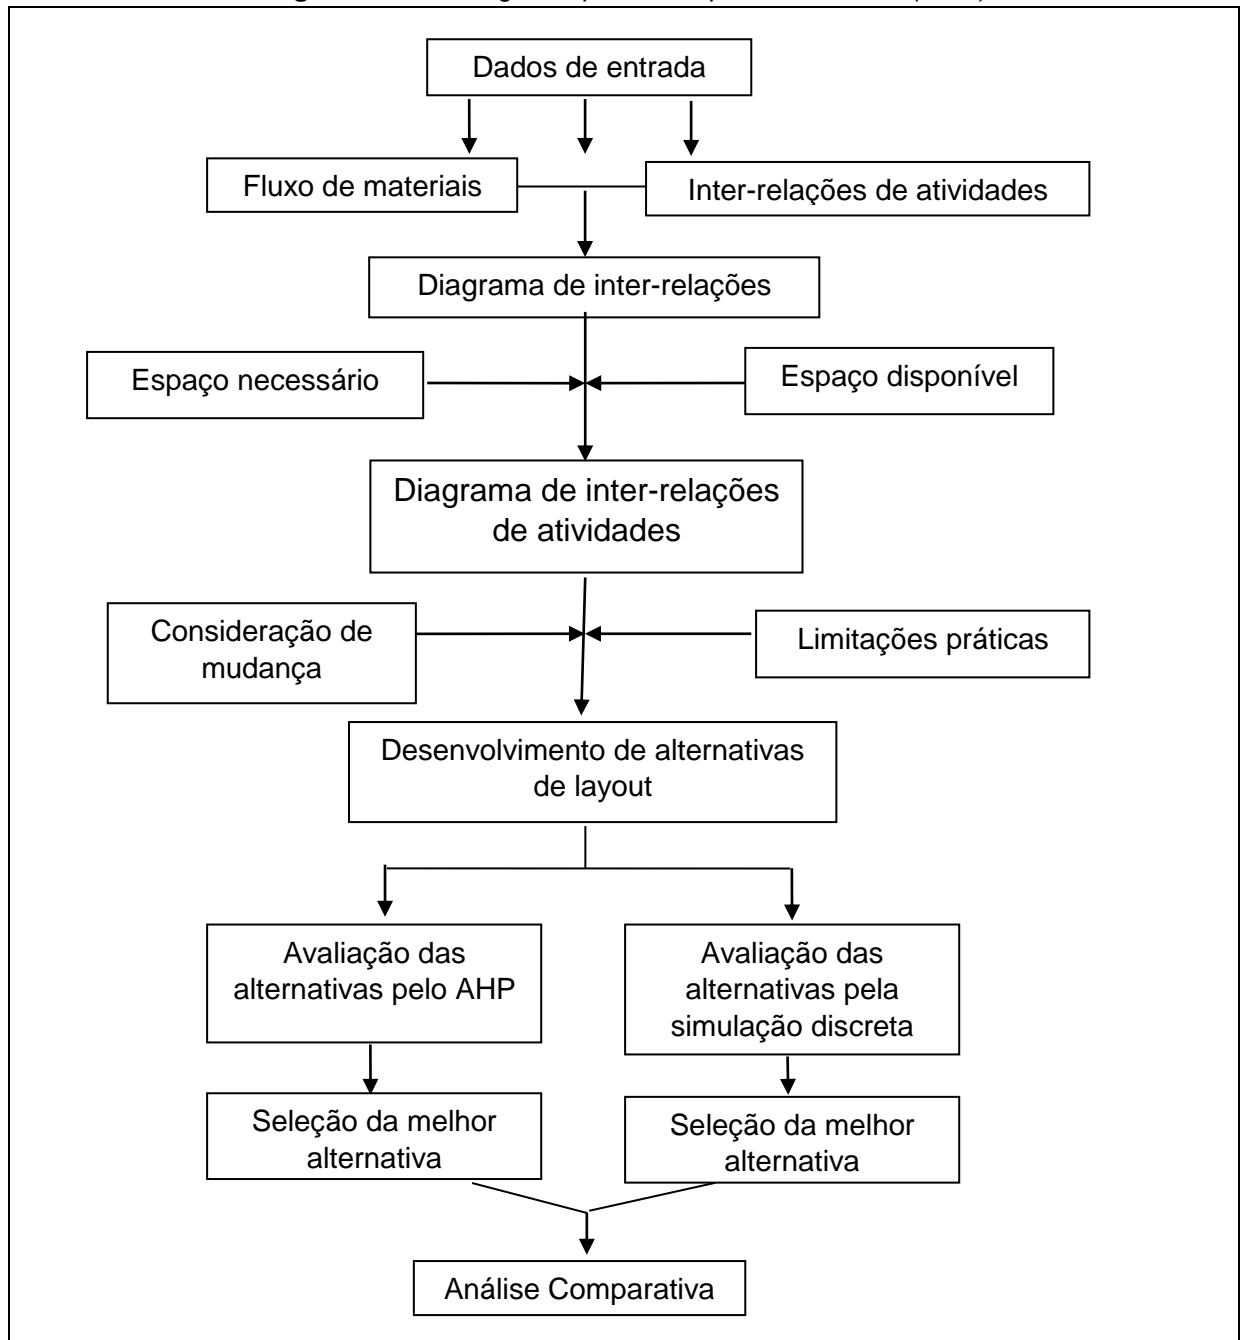 Dados de entrada
Fluxo de materiais
Inter-relações de atividades
Diagrama de inter-relações
Espaço necessário
Espaço disponível
Diagrama de inter-relações
de atividades
Consideração de
mudança
Limitações práticas
Desenvolvimento de alternativas
de layout
Avaliação das
alternativas pelo AHP
Avaliação das
alternativas pela
simulação discreta
Seleção da melhor
alternativa
Seleção da melhor
alternativa
Análise Comparativa